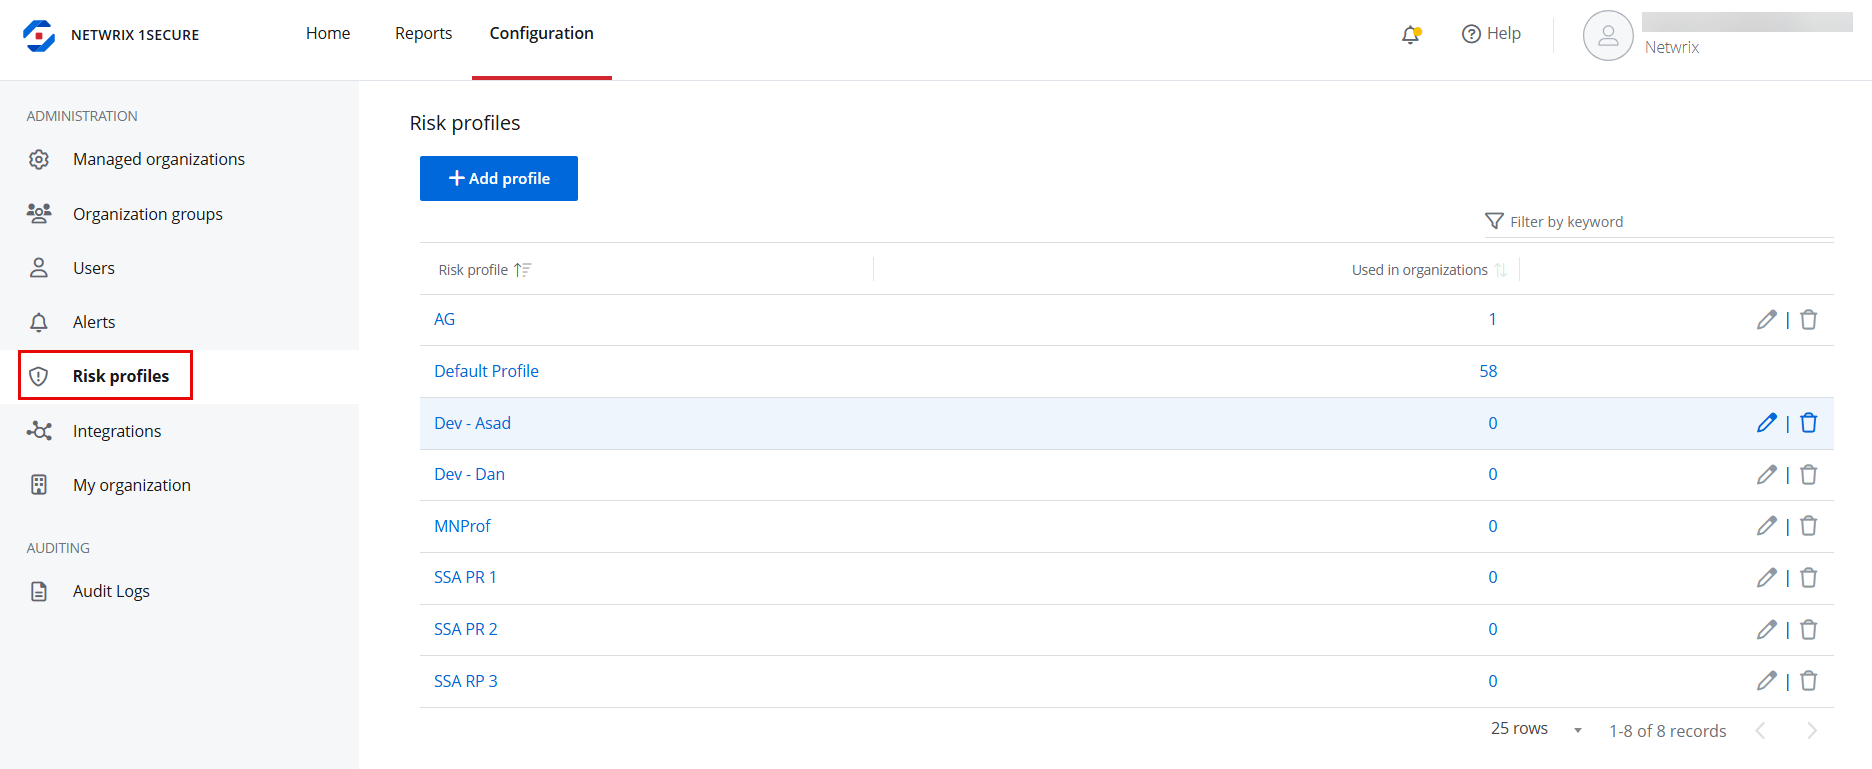 NETWRIX 1SECURE
Home Reports Configuration
Help
Netwrix
ADMINISTRATION
Managed organizations
Organization groups
Users
Alerts
Risk profiles
Integrations
My organization
AUDITING
Audit Logs
Risk profiles
Add profile
Filter by keyword
Risk profile Used in organizations
AG 1
Default Profile 58
Dev - Asad 0
Dev - Dan 0
MNProf 0
SSA PR 1 0
SSA PR 2 0
SSA RP 3 0
25 rows 1-8 of 8 records